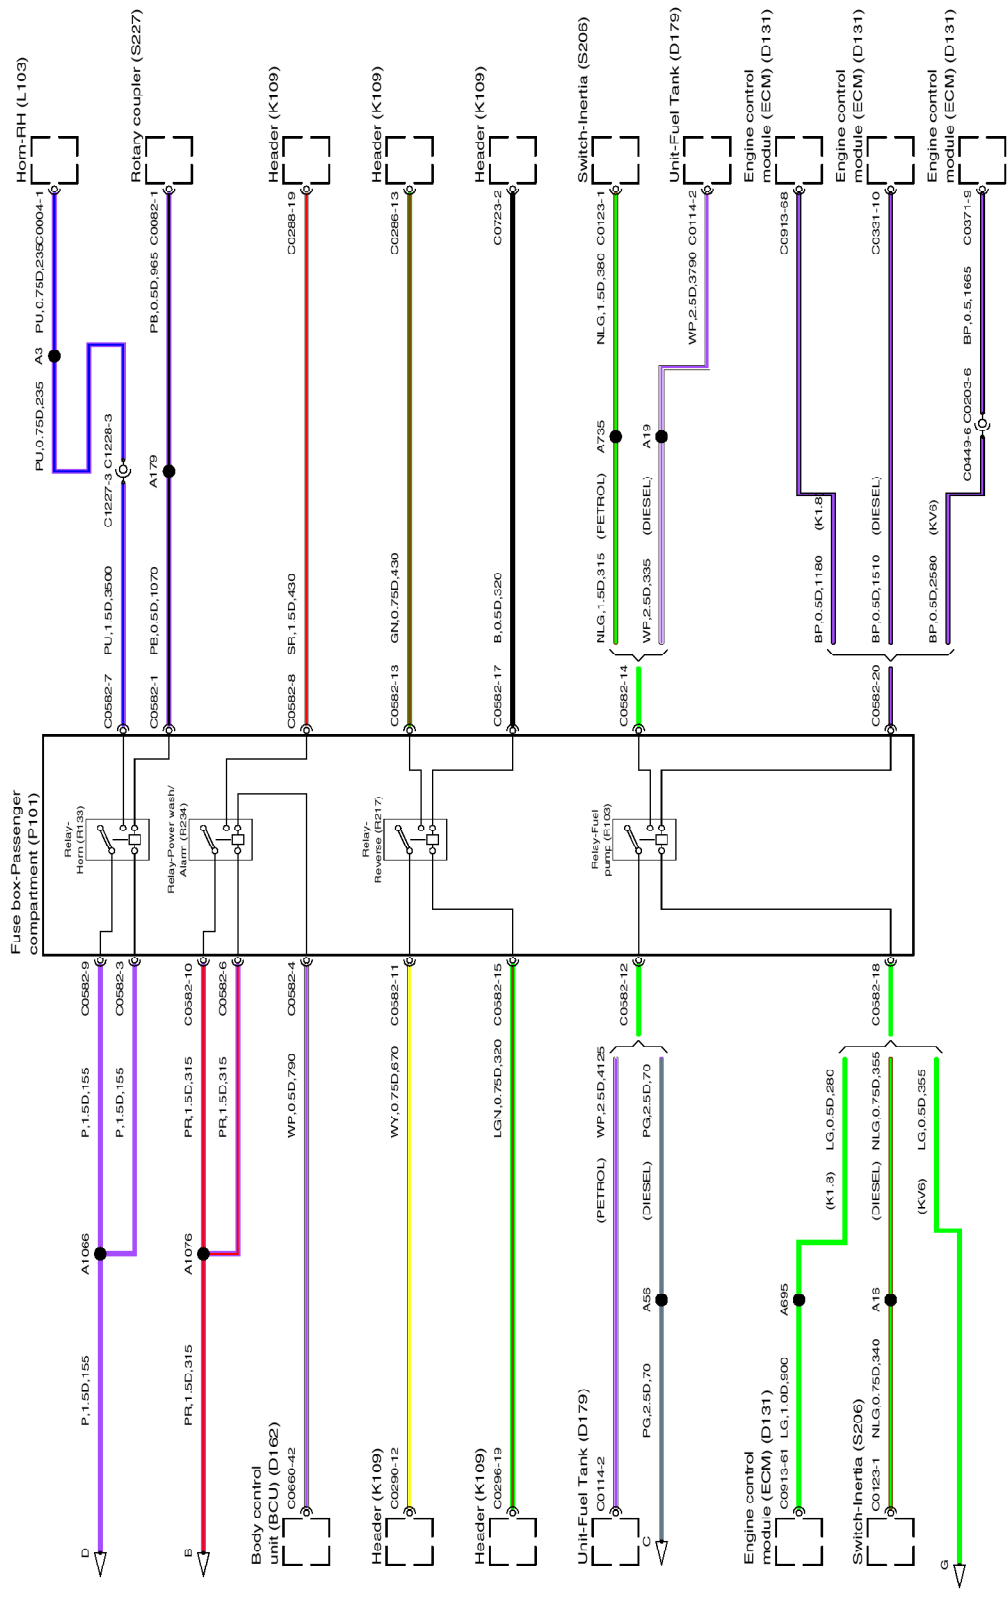 Horn-RH (L103)
Rotary coupler (S227)
Header (K109)
Header (K109)
Header (K109)
Switch-Inertia (S206)
Unit-Fuel Tank (D179)
Engine control
module (ECM) (D131)
Engine control
module (ECM) (D131)
Engine control
module (ECM) (D131)
PU,0.75D,235
C0004-1
PB,0.5D,965
C0082-1
C0288-19
C0286-13
C0723-2
NLG,1.5D,380
C0123-1
WP,2.5D,3790
C0114-2
C0913-68
C0331-10
BP,0.5,1665
C0371-9
A3
PU,0.75D,235
C1227-3
C1228-3
A179
A735
A19
C0449-6
C0203-6
PU,1.5D,3500
PB,0.5D,1070
SR,1.5D,430
GN,0.75D,430
B,0.5D,320
NLG,1.5D,315
(PETROL)
WP,2.5D,335
(DIESEL)
BP,0.5D,1180
(K1.8)
BP,0.5D,1510
(DIESEL)
BP,0.5D,2580
(KV6)
C0582-7
C0582-1
C0582-8
C0582-13
C0582-17
C0582-14
C0582-20
Fuse box-Passenger
compartment (P101)
Relay-
Horn (R133)
Relay-Power wash/
Alarm (R234)
Relay-
Reverse (R217)
Relay-Fuel
pump (R103)
C0582-9
C0582-3
C0582-10
C0582-6
C0582-4
C0582-11
C0582-15
C0582-12
C0582-18
P,1.5D,155
P,1.5D,155
PR,1.5D,315
PR,1.5D,315
WP,0.5D,790
WY,0.75D,670
LGN,0.75D,320
(PETROL)
WP,2.5D,4125
(DIESEL)
PG,2.5D,70
(K1.8)
LG,0.5D,280
(DIESEL)
NLG,0.75D,355
(KV6)
LG,0.5D,355
A1066
A1076
A58
A695
A18
P,1.5D,155
PR,1.5D,315
PG,2.5D,70
LG,1.0D,900
NLG,0.75D,340
Body control
unit (BCU) (D162)
C0660-42
Header (K109)
C0290-12
Header (K109)
C0296-19
Unit-Fuel Tank (D179)
C0114-2
Engine control
module (ECM) (D131)
C0913-61
Switch-Inertia (S206)
C0123-1
D
B
C
G